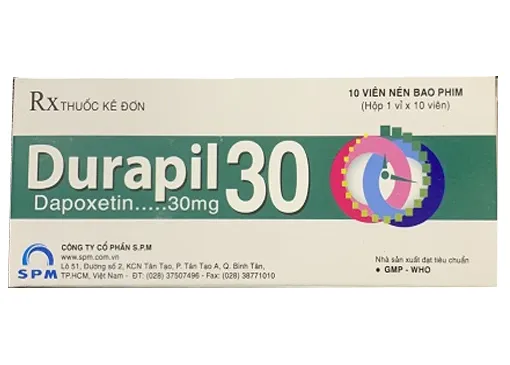 Rx THUỐC KÊ ĐƠN
10 VIÊN NÉN BAO PHIM
(Hộp 1 vỉ x 10 viên)
Durapil 30
Dapoxetin.....30mg
SPM
CÔNG TY CỔ PHẦN S.P.M
www.spm.com.vn
Lô 51, Đường số 2, KCN Tân Tạo, P. Tân Tạo A, Q. Bình Tân,
TP.HCM, Việt Nam - ĐT: (028) 37507496 - Fax: (028) 38771010
Nhà sản xuất đạt tiêu chuẩn
• GMP - WHO